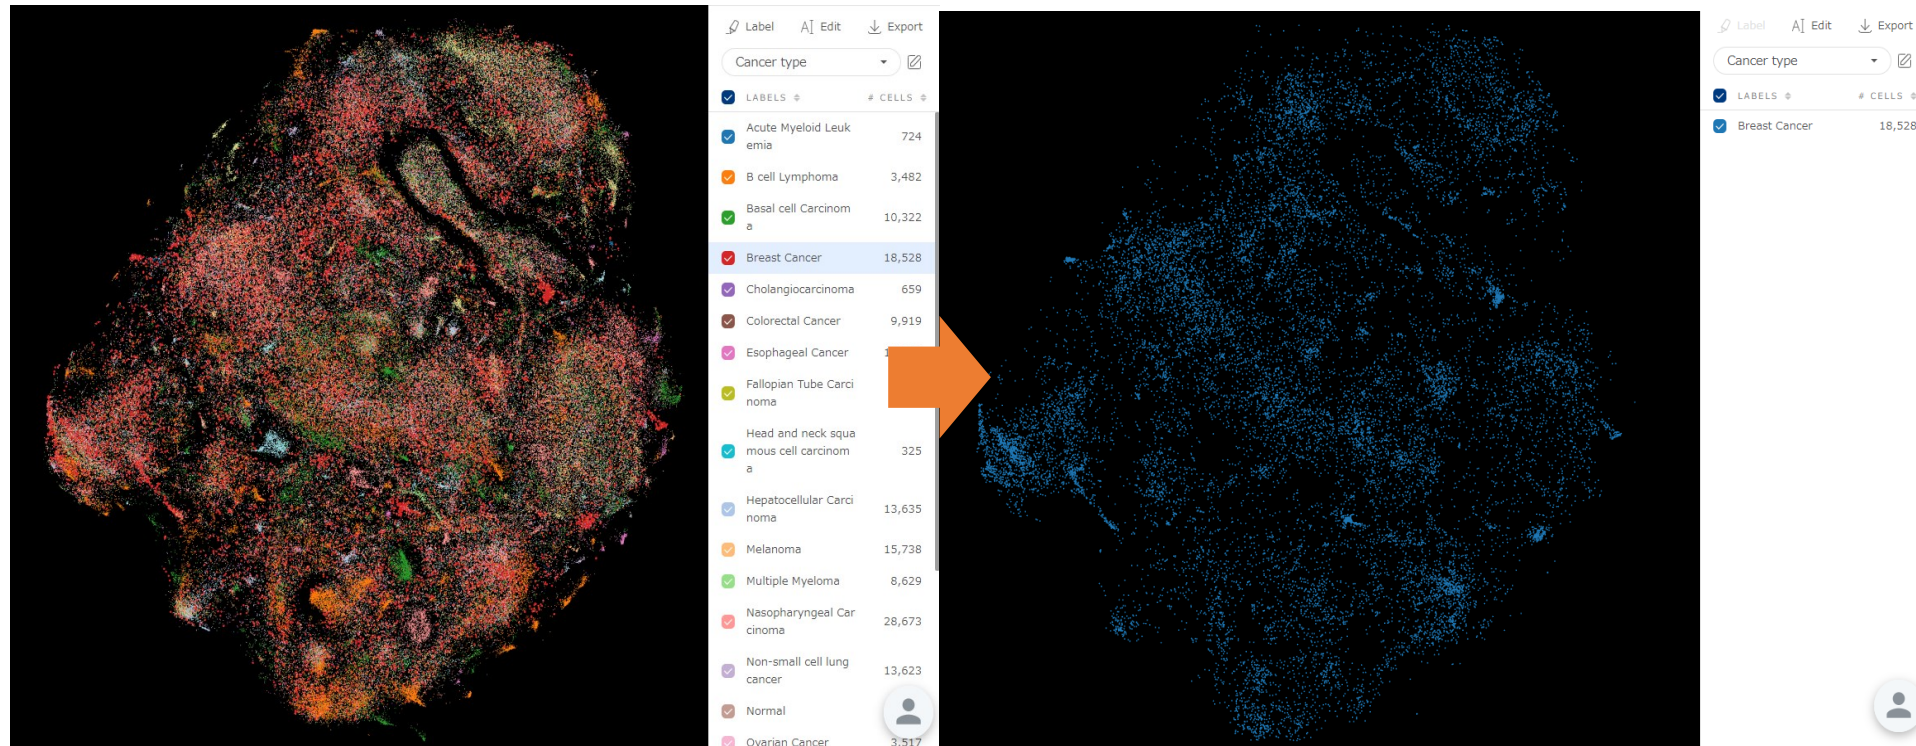 Label Edit Export
Cancer type
LABELS # CELLS
Acute Myeloid Leuk
emia 724
B cell Lymphoma 3,482
Basal cell Carcinom
a 10,322
Breast Cancer 18,528
Cholangiocarcinoma 659
Colorectal Cancer 9,919
Esophageal Cancer
Fallopian Tube Carci
noma
Head and neck squa
mous cell carcinom
a 325
Hepatocellular Carci
noma 13,635
Melanoma 15,738
Multiple Myeloma 8,629
Nasopharyngeal Car
cinoma 28,673
Non-small cell lung
cancer 13,623
Normal
Ovarian Cancer 3,517
Label Edit Export
Cancer type
LABELS # CELLS
Breast Cancer 18,528